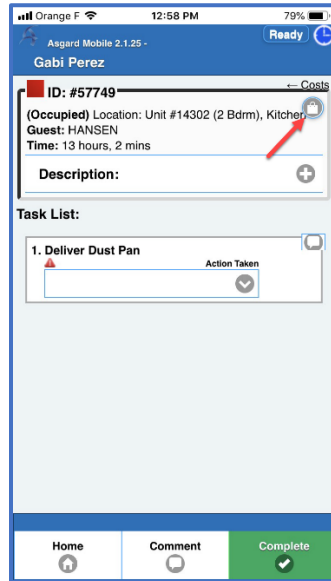 Orange F 12:58 PM 79%
Asgard Mobile 2.1.25 -
Ready
Gabi Perez
← Costs
ID: #57749
(Occupied) Location: Unit #14302 (2 Bdrm), Kitchen
Guest: HANSEN
Time: 13 hours, 2 mins
Description:
Task List:
1. Deliver Dust Pan
Action Taken
Home Comment Complete